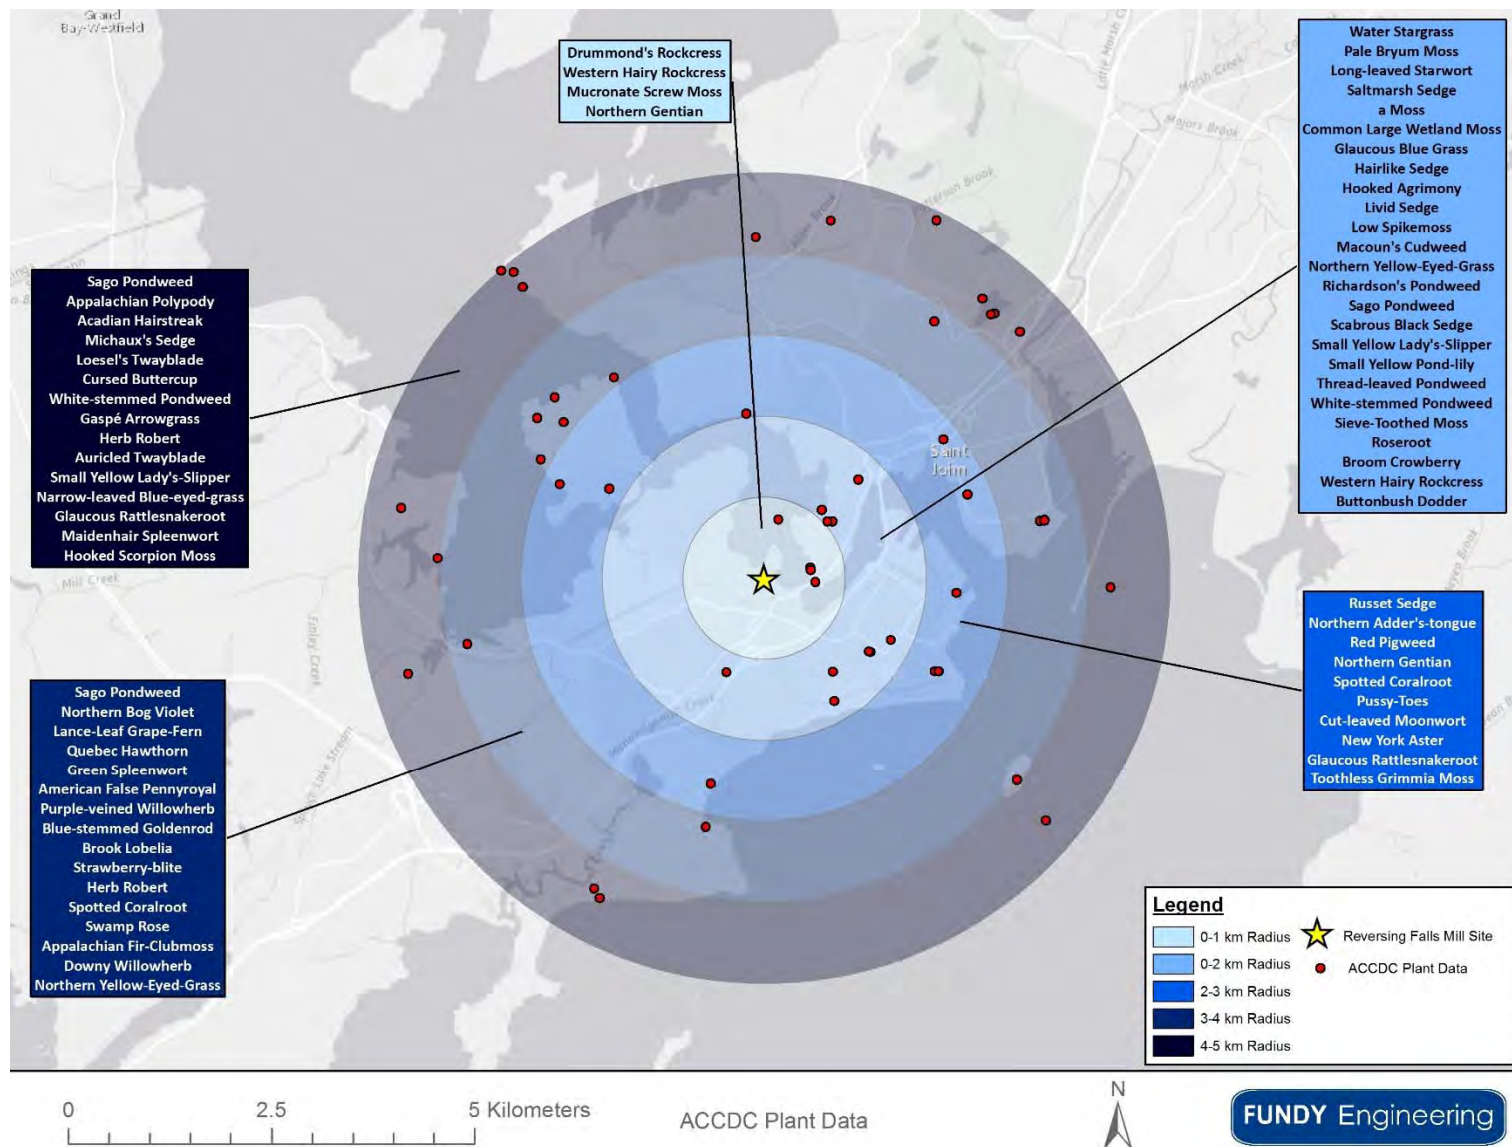 Grand
Bay-Westfield
Drummond's Rockcress
Western Hairy Rockcress
Mucronate Screw Moss
Northern Gentian
Water Stargrass
Pale Bryum Moss
Long-leaved Starwort
Saltmarsh Sedge
a Moss
Common Large Wetland Moss
Glaucous Blue Grass
Hairlike Sedge
Hooked Agrimony
Livid Sedge
Low Spikemoss
Macoun's Cudweed
Northern Yellow-Eyed-Grass
Richardson's Pondweed
Sago Pondweed
Scabrous Black Sedge
Small Yellow Lady's-Slipper
Small Yellow Pond-lily
Thread-leaved Pondweed
White-stemmed Pondweed
Sieve-Toothed Moss
Roseroot
Broom Crowberry
Western Hairy Rockcress
Buttonbush Dodder
Marsh Creek
Majors Brook
Sago Pondweed
Appalachian Polypody
Acadian Hairstreak
Michaux's Sedge
Loesel's Twayblade
Cursed Buttercup
White-stemmed Pondweed
Gaspé Arrowgrass
Herb Robert
Auricled Twayblade
Small Yellow Lady's-Slipper
Narrow-leaved Blue-eyed-grass
Glaucous Rattlesnakeroot
Maidenhair Spleenwort
Hooked Scorpion Moss
Saint
John
Mill Creek
Finley Creek
Russet Sedge
Northern Adder's-tongue
Red Pigweed
Northern Gentian
Spotted Coralroot
Pussy-Toes
Cut-leaved Moonwort
New York Aster
Glaucous Rattlesnakeroot
Toothless Grimmia Moss
Sago Pondweed
Northern Bog Violet
Lance-Leaf Grape-Fern
Quebec Hawthorn
Green Spleenwort
American False Pennyroyal
Purple-veined Willowherb
Blue-stemmed Goldenrod
Brook Lobelia
Strawberry-blite
Herb Robert
Spotted Coralroot
Swamp Rose
Appalachian Fir-Clubmoss
Downy Willowherb
Northern Yellow-Eyed-Grass
Legend
0-1 km Radius
0-2 km Radius
2-3 km Radius
3-4 km Radius
4-5 km Radius
Reversing Falls Mill Site
ACCDC Plant Data
0 2.5 5 Kilometers
ACCDC Plant Data
N
FUNDY Engineering